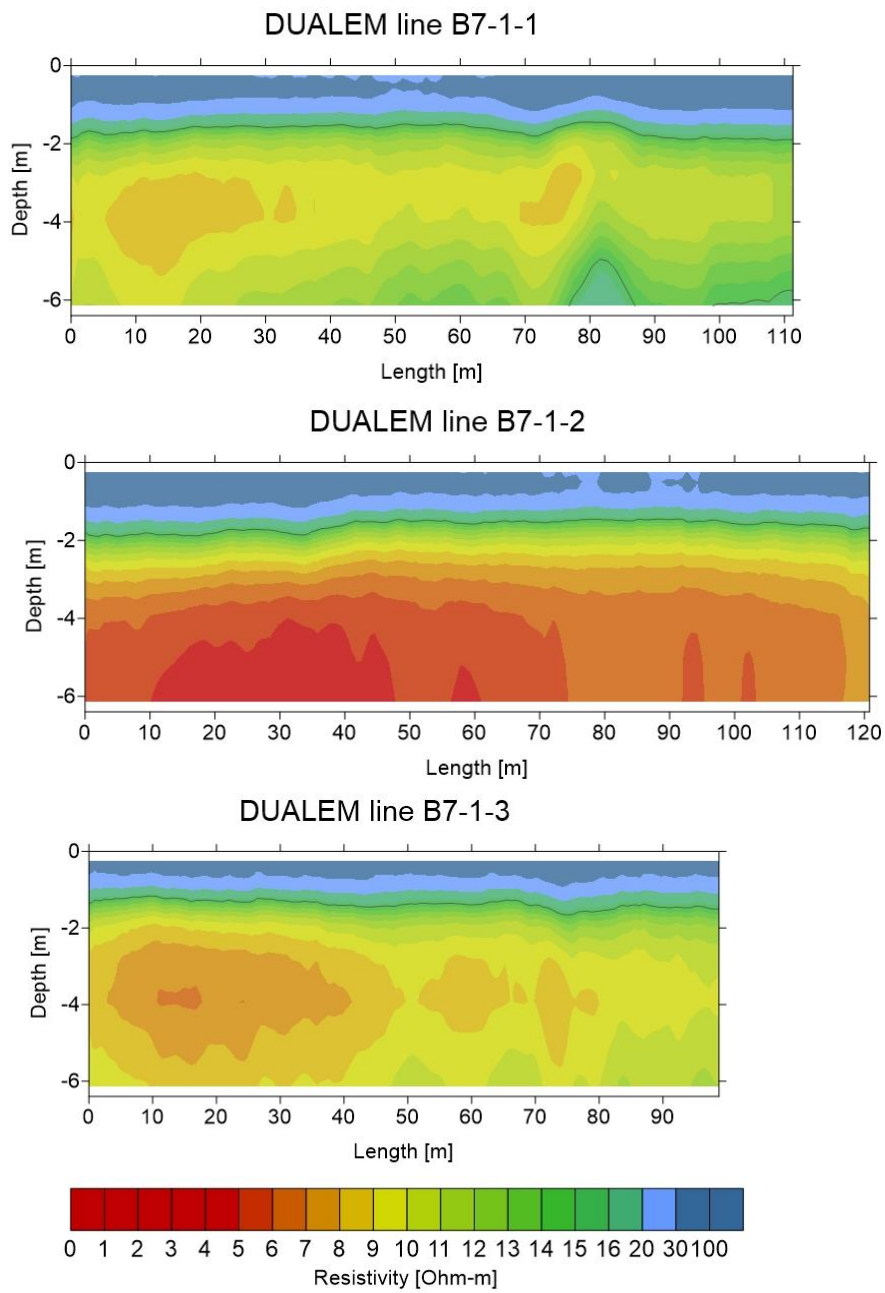 DUALEM line B7-1-1
0
-2
-4
-6
Depth [m]
0 10 20 30 40 50 60 70 80 90 100 110
Length [m]
DUALEM line B7-1-2
0
-2
-4
-6
Depth [m]
0 10 20 30 40 50 60 70 80 90 100 110 120
Length [m]
DUALEM line B7-1-3
0
-2
-4
-6
Depth [m]
0 10 20 30 40 50 60 70 80 90
Length [m]
0 1 2 3 4 5 6 7 8 9 10 11 12 13 14 15 16 20 30 100
Resistivity [Ohm-m]